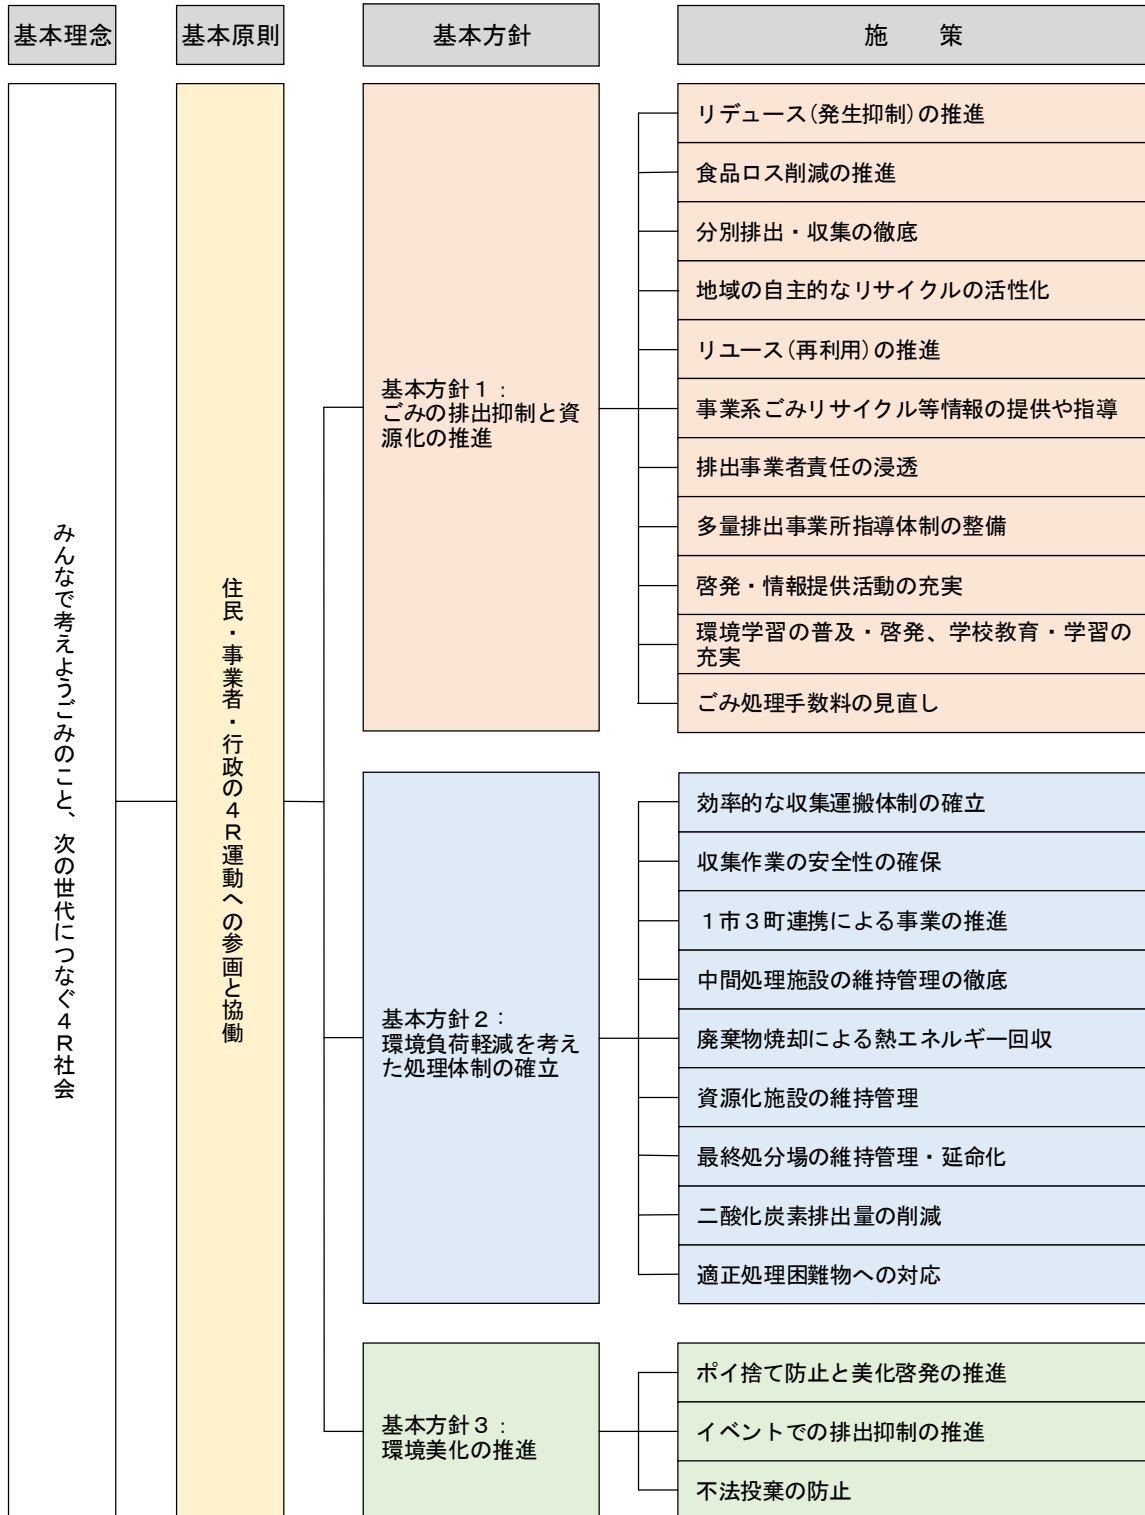 基本理念
基本原則
基本方針
施　　策
みんなで考えようごみのこと、次の世代につなぐ４Ｒ社会
住民・事業者・行政の４Ｒ運動への参画と協働
基本方針１：
ごみの排出抑制と資
源化の推進
リデュース(発生抑制)の推進
食品ロス削減の推進
分別排出・収集の徹底
地域の自主的なリサイクルの活性化
リユース(再利用)の推進
事業系ごみリサイクル等情報の提供や指導
排出事業者責任の浸透
多量排出事業所指導体制の整備
啓発・情報提供活動の充実
環境学習の普及・啓発、学校教育・学習の
充実
ごみ処理手数料の見直し
基本方針２：
環境負荷軽減を考え
た処理体制の確立
効率的な収集運搬体制の確立
収集作業の安全性の確保
１市３町連携による事業の推進
中間処理施設の維持管理の徹底
廃棄物焼却による熱エネルギー回収
資源化施設の維持管理
最終処分場の維持管理・延命化
二酸化炭素排出量の削減
適正処理困難物への対応
基本方針３：
環境美化の推進
ポイ捨て防止と美化啓発の推進
イベントでの排出抑制の推進
不法投棄の防止